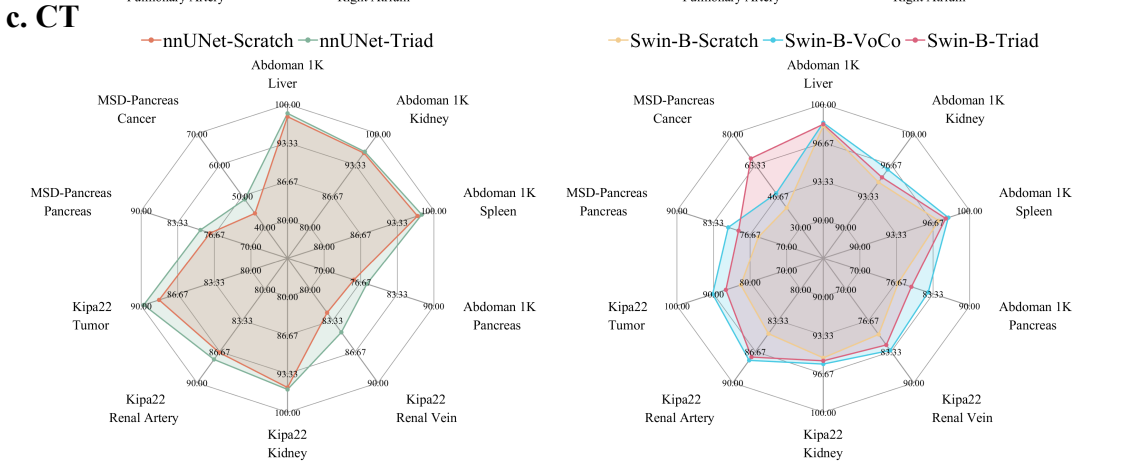 Pulmonary Artery Right Atrium Pulmonary Artery Right Atrium
c. CT
nnUNet-Scratch nnUNet-Triad
Abdoman 1K
Liver
MSD-Pancreas
Cancer
Abdoman 1K
Kidney
MSD-Pancreas
Pancreas
Abdoman 1K
Spleen
Kipa22
Tumor
Abdoman 1K
Pancreas
Kipa22
Renal Artery
Kipa22
Renal Vein
Kipa22
Kidney
100.00
93.33
86.67
80.00
100.00
93.33
86.67
80.00
100.00
93.33
86.67
80.00
90.00
83.33
76.67
70.00
90.00
86.67
83.33
80.00
100.00
93.33
86.67
80.00
90.00
86.67
83.33
80.00
90.00
86.67
83.33
80.00
90.00
83.33
76.67
70.00
70.00
60.00
50.00
40.00
Swin-B-Scratch Swin-B-VoCo Swin-B-Triad
Abdoman 1K
Liver
MSD-Pancreas
Cancer
Abdoman 1K
Kidney
MSD-Pancreas
Pancreas
Abdoman 1K
Spleen
Kipa22
Tumor
Abdoman 1K
Pancreas
Kipa22
Renal Artery
Kipa22
Renal Vein
Kipa22
Kidney
100.00
96.67
93.33
90.00
100.00
96.67
93.33
90.00
100.00
96.67
93.33
90.00
90.00
83.33
76.67
70.00
90.00
83.33
76.67
70.00
100.00
96.67
93.33
90.00
90.00
86.67
83.33
80.00
100.00
90.00
80.00
70.00
90.00
83.33
76.67
70.00
80.00
63.33
46.67
30.00